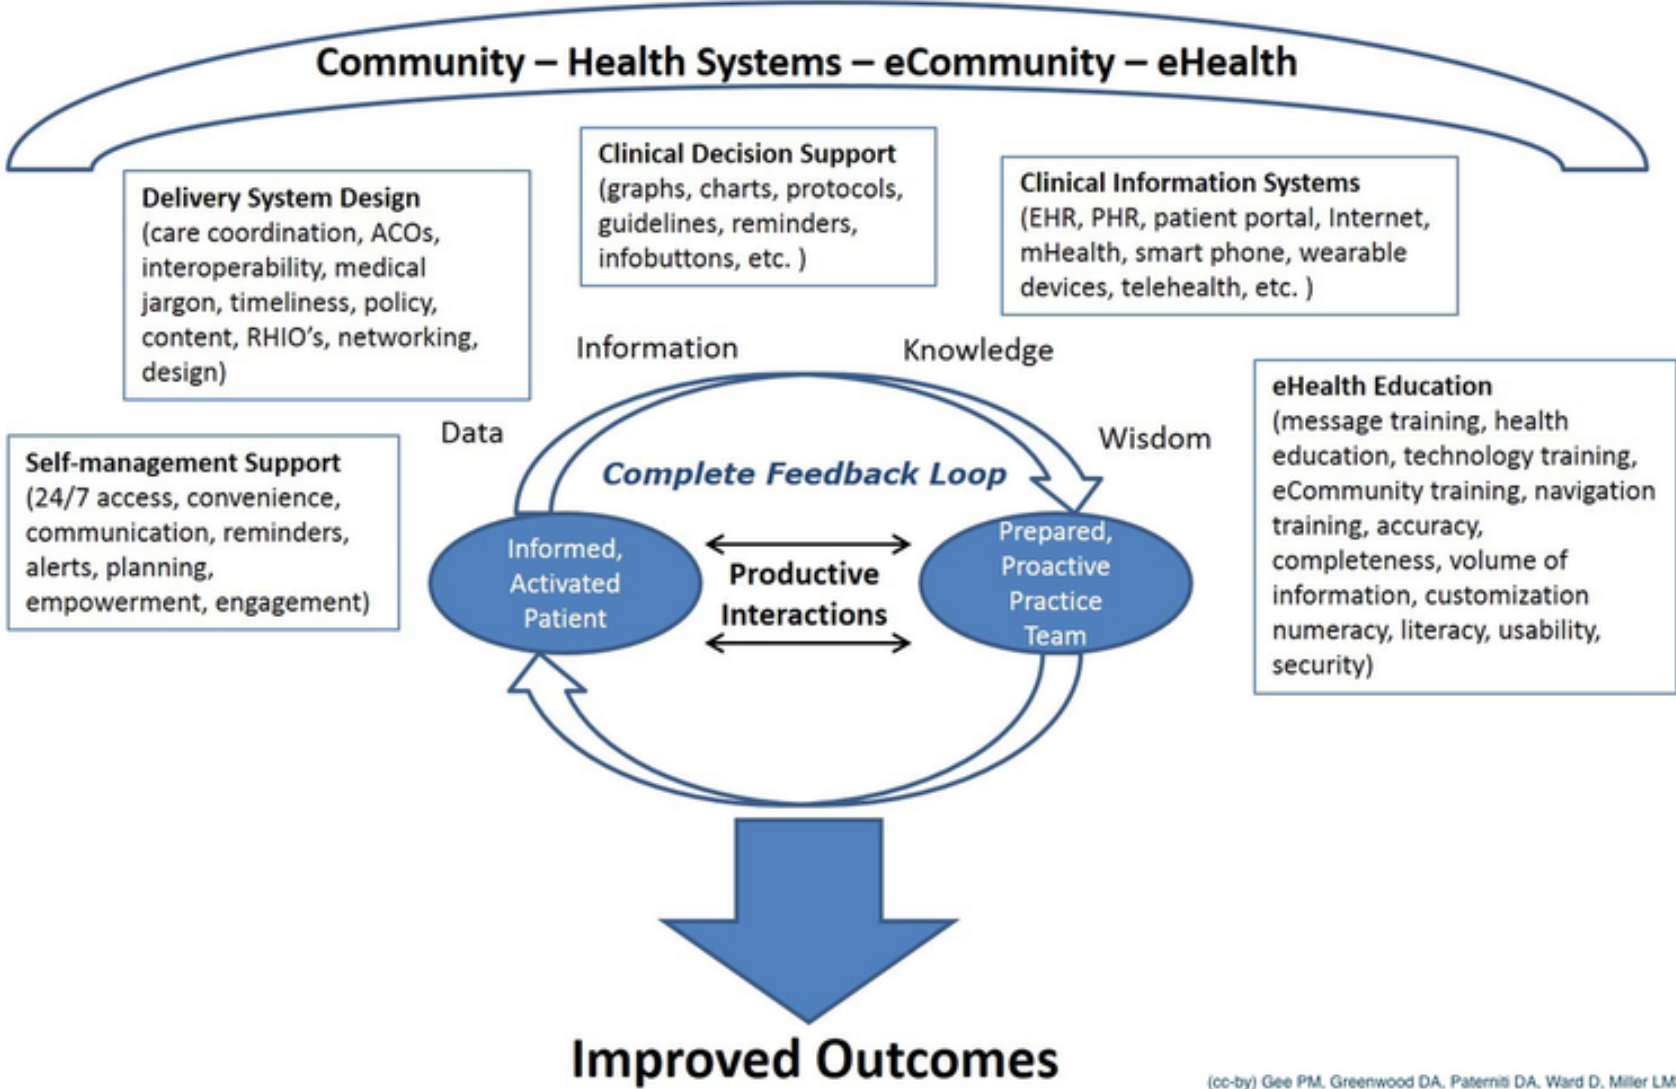 Community – Health Systems – eCommunity – eHealth
Clinical Decision Support
(graphs, charts, protocols,
guidelines, reminders,
infobuttons, etc. )
Clinical Information Systems
(EHR, PHR, patient portal, Internet,
mHealth, smart phone, wearable
devices, telehealth, etc. )
Delivery System Design
(care coordination, ACOs,
interoperability, medical
jargon, timeliness, policy,
content, RHIO’s, networking,
design)
Information
Knowledge
eHealth Education
(message training, health
education, technology training,
eCommunity training, navigation
training, accuracy,
completeness, volume of
information, customization
numeracy, literacy, usability,
security)
Data
Wisdom
Self-management Support
(24/7 access, convenience,
communication, reminders,
alerts, planning,
empowerment, engagement)
Complete Feedback Loop
Informed,
Activated
Patient
Productive
Interactions
Prepared,
Proactive
Practice
Team
Improved Outcomes
(cc-by) Gee PM, Greenwood DA, Paterniti DA, Ward D, Miller LM